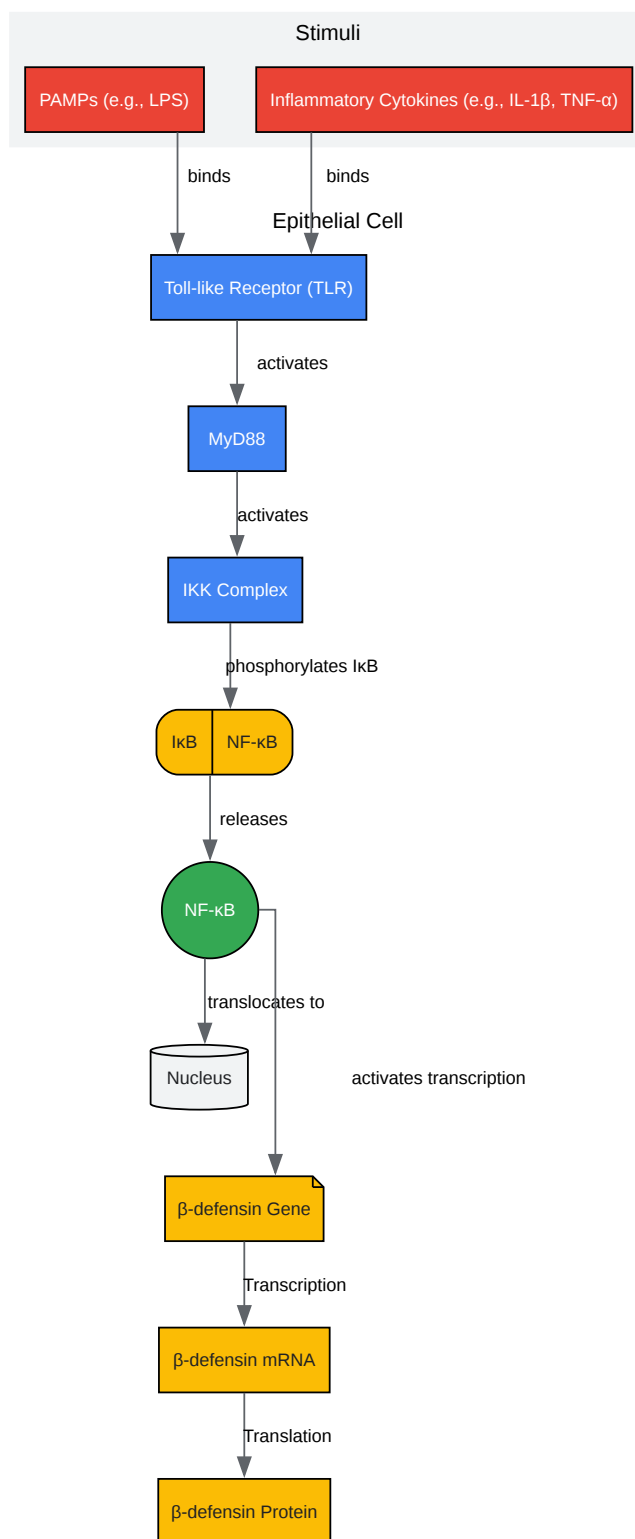 Stimuli
PAMPs (e.g., LPS)
Inflammatory Cytokines (e.g., IL-1β, TNF-α)
binds
binds
Epithelial Cell
Toll-like Receptor (TLR)
activates
MyD88
activates
IKK Complex
phosphorylates IκB
IκB
NF-κB
releases
NF-κB
translocates to
Nucleus
activates transcription
β-defensin Gene
Transcription
β-defensin mRNA
Translation
β-defensin Protein